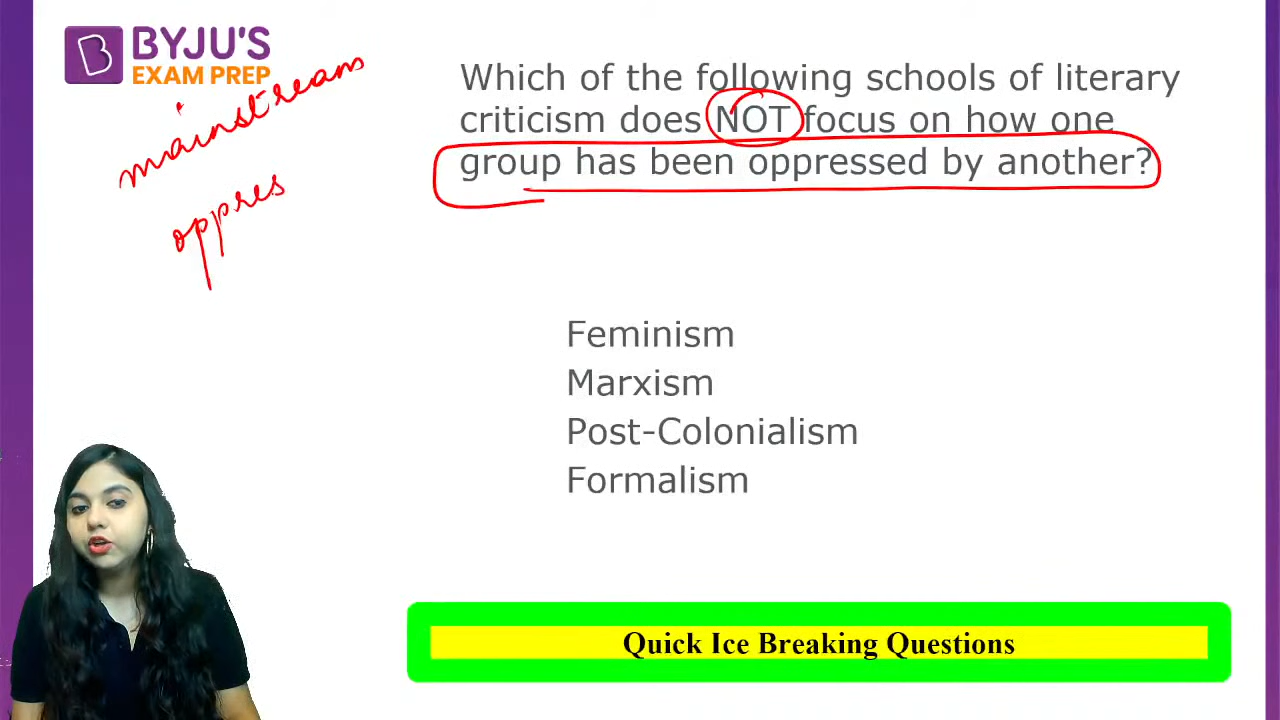 BYJU'S
EXAM PREP
mainstream
oppres
Which of the following schools of literary
criticism does NOT focus on how one
group has been oppressed by another?
Feminism
Marxism
Post-Colonialism
Formalism
Quick Ice Breaking Questions